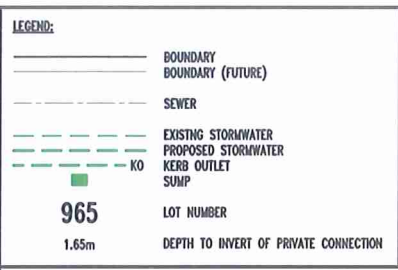 LEGEND:
BOUNDARY
BOUNDARY (FUTURE)
SEWER
EXISTNG STORMWATER
PROPOSED STORMWATER
KO KERB OUTLET
SUMP
965 LOT NUMBER
1.65m DEPTH TO INVERT OF PRIVATE CONNECTION